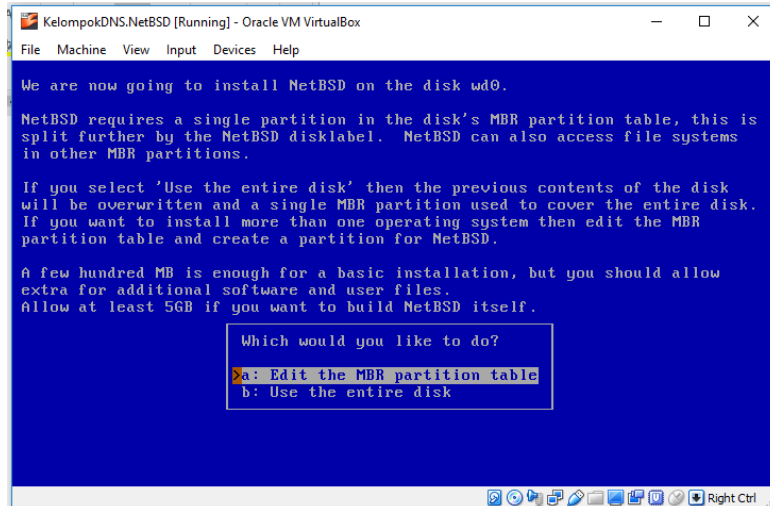 KelompokDNS.NetBSD [Running] - Oracle VM VirtualBox
File Machine View Input Devices Help
We are now going to install NetBSD on the disk wd0.
NetBSD requires a single partition in the disk's MBR partition table, this is
split further by the NetBSD disklabel. NetBSD can also access file systems
in other MBR partitions.
If you select 'Use the entire disk' then the previous contents of the disk
will be overwritten and a single MBR partition used to cover the entire disk.
If you want to install more than one operating system then edit the MBR
partition table and create a partition for NetBSD.
A few hundred MB is enough for a basic installation, but you should allow
extra for additional software and user files.
Allow at least 5GB if you want to build NetBSD itself.
Which would you like to do?
>a: Edit the MBR partition table
b: Use the entire disk
Right Ctrl